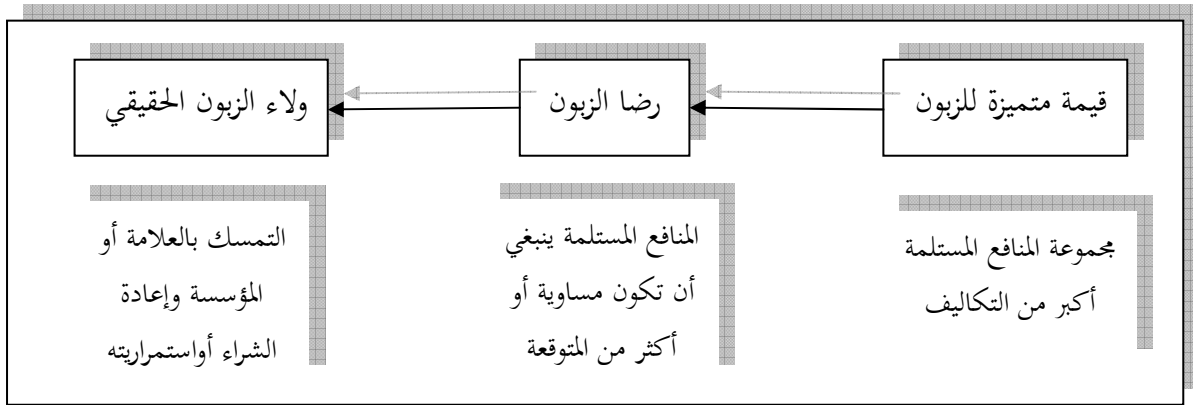 قيمة متميزة للزبون
رضا الزبون
ولاء الزبون الحقيقي
مجموعة المنافع المستلمة
أكبر من التكاليف
المنافع المستلمة ينبغي
أن تكون مساوية أو
أكثر من المتوقعة
التمسك بالعلامة أو
المؤسسة وإعادة
الشراء أواستمراريته